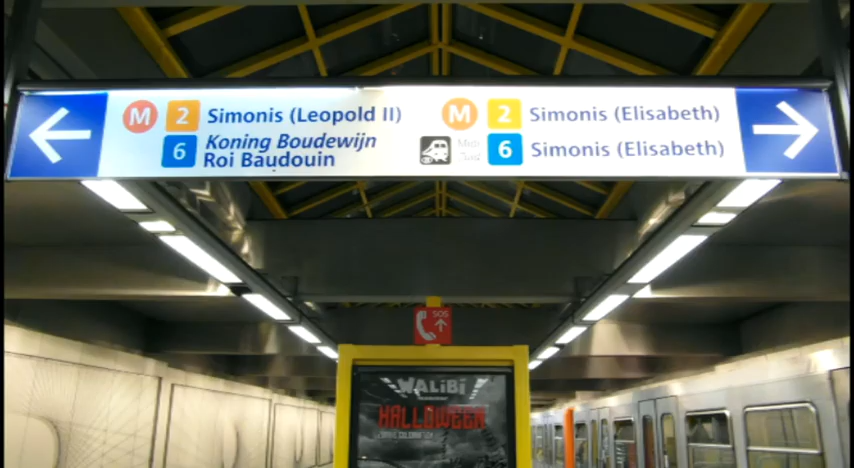 M 2 Simonis (Leopold II)
6 Koning Boudewijn
Roi Baudouin
M 2 Simonis (Elisabeth)
6 Simonis (Elisabeth)
SOS
WALiBi
HALLOWEEN